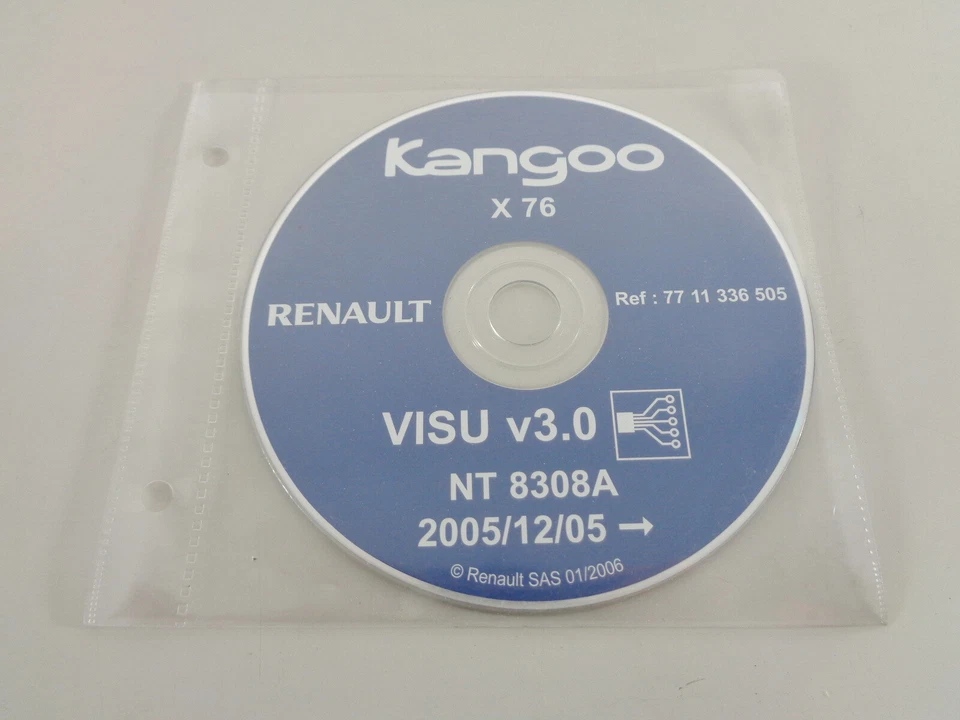 Kangoo
X 76
RENAULT
Ref : 77 11 336 505
VISU v3.0
NT 8308A
2005/12/05 →
© Renault SAS 01/2006